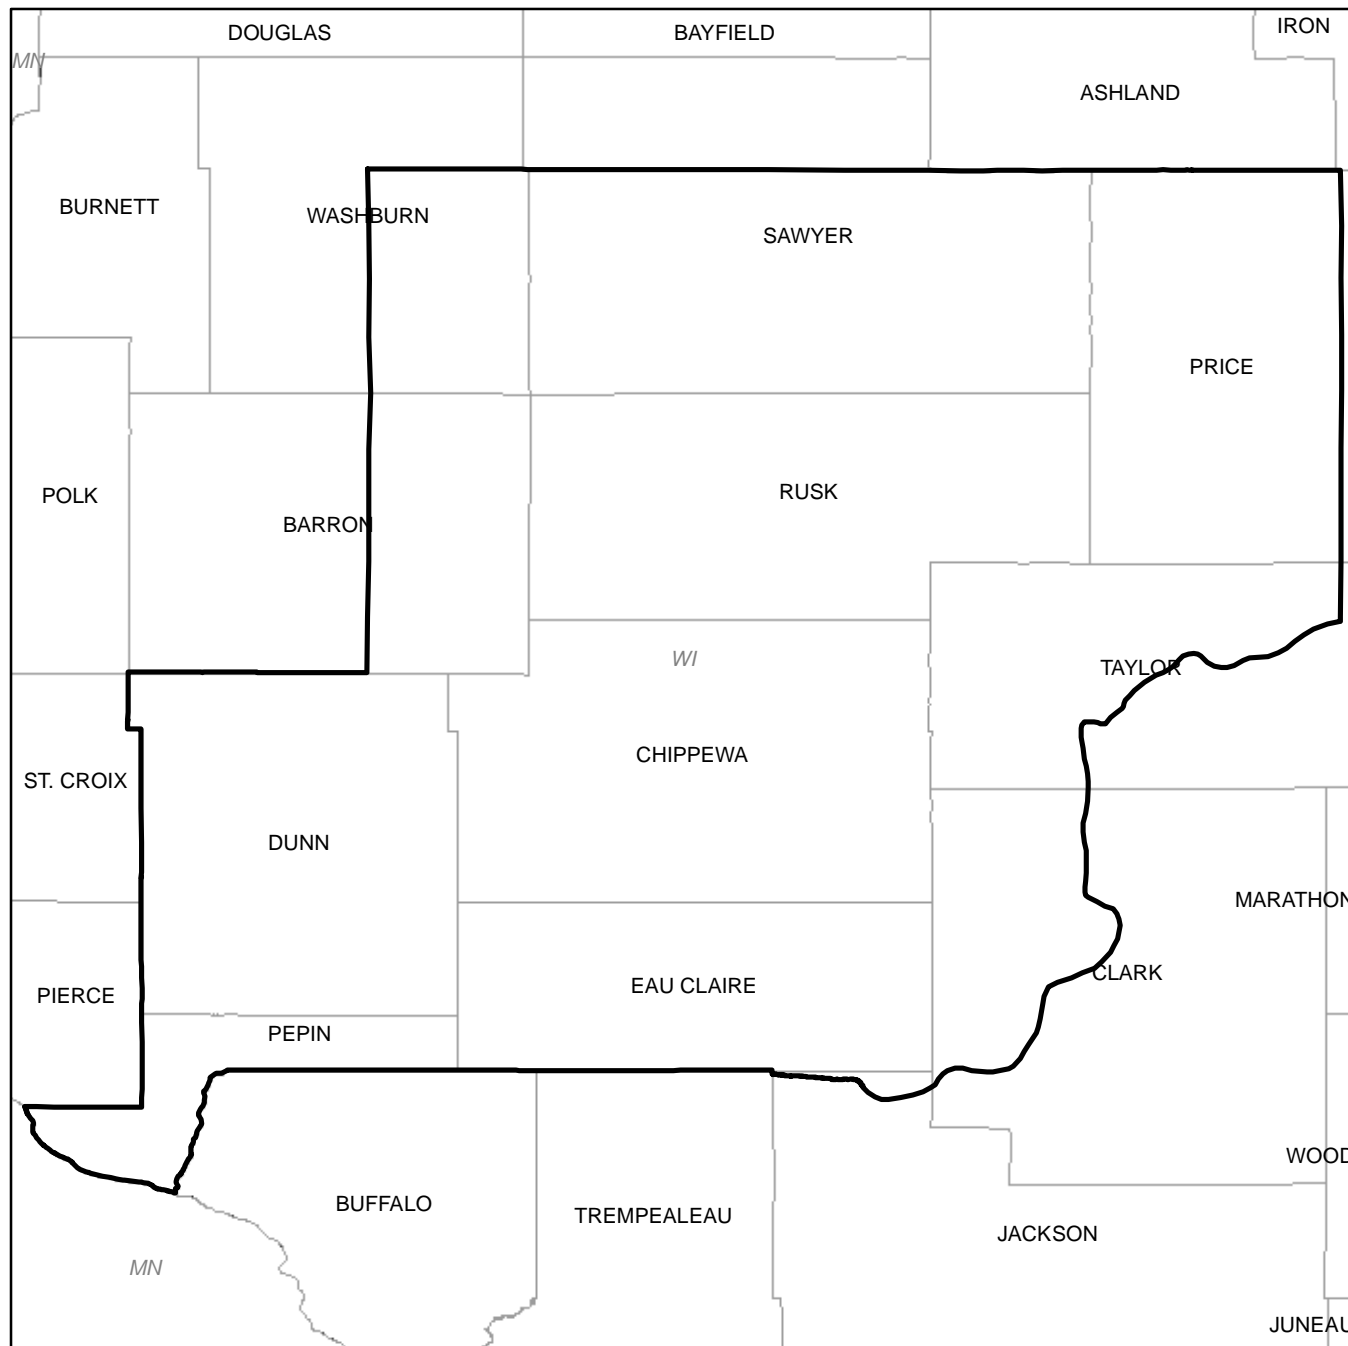 DOUGLAS
BAYFIELD
IRON
MN
ASHLAND
BURNETT
WASHBURN
SAWYER
PRICE
POLK
RUSK
BARRON
WI
TAYLOR
CHIPPEWA
ST. CROIX
DUNN
MARATHON
CLARK
EAU CLAIRE
PIERCE
PEPIN
WOOD
BUFFALO
TREMPEALEAU
JACKSON
MN
JUNEAU